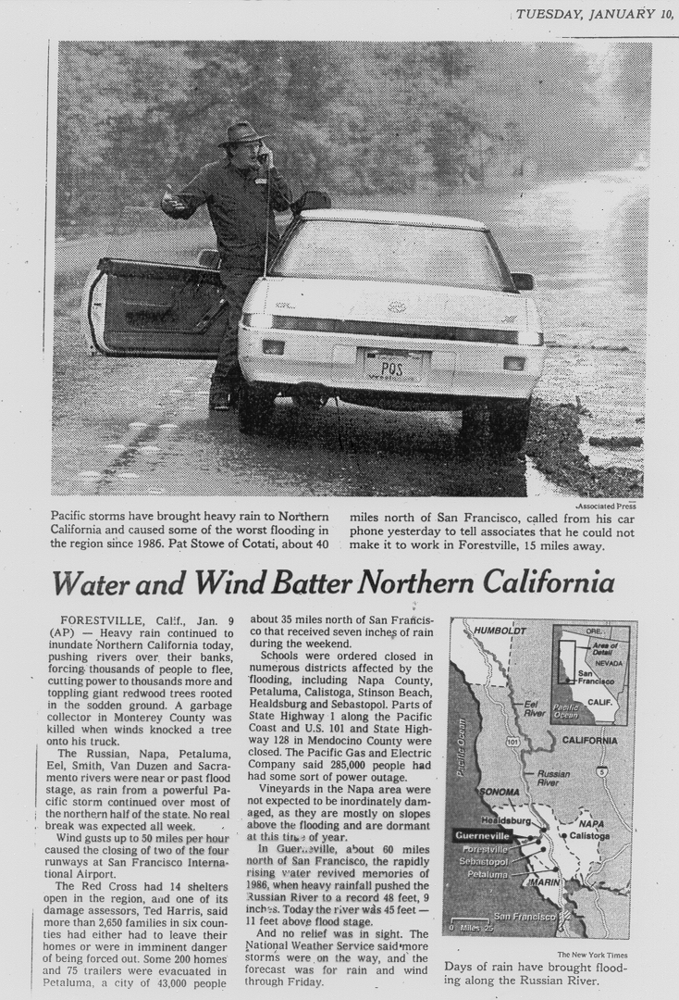 TUESDAY, JANUARY 10,
PQS
Associated Press
Pacific storms have brought heavy rain to Northern
California and caused some of the worst flooding in
the region since 1986. Pat Stowe of Cotati, about 40
miles north of San Francisco, called from his car
phone yesterday to tell associates that he could not
make it to work in Forestville, 15 miles away.
Water and Wind Batter Northern California
FORESTVILLE, Calif., Jan. 9
(AP) — Heavy rain continued to
inundate Northern California today,
pushing rivers over their banks,
forcing thousands of people to flee,
cutting power to thousands more and
toppling giant redwood trees rooted
in the sodden ground. A garbage
collector in Monterey County was
killed when winds knocked a tree
onto his truck.
The Russian, Napa, Petaluma,
Eel, Smith, Van Duzen and Sacra-
mento rivers were near or past flood
stage, as rain from a powerful Pa-
cific storm continued over most of
the northern half of the state. No real
break was expected all week.
Wind gusts up to 50 miles per hour
caused the closing of two of the four
runways at San Francisco Interna-
tional Airport.
The Red Cross had 14 shelters
open in the region, and one of its
damage assessors, Ted Harris, said
more than 2,650 families in six coun-
ties had either had to leave their
homes or were in imminent danger
of being forced out. Some 200 homes
and 75 trailers were evacuated in
Petaluma, a city of 43,000 people
about 35 miles north of San Francis-
co that received seven inches of rain
during the weekend.
Schools were ordered closed in
numerous districts affected by the
flooding, including Napa County,
Petaluma, Calistoga, Stinson Beach,
Healdsburg and Sebastopol. Parts of
State Highway 1 along the Pacific
Coast and U.S. 101 and State High-
way 128 in Mendocino County were
closed. The Pacific Gas and Electric
Company said 285,000 people had
had some sort of power outage.
Vineyards in the Napa area were
not expected to be inordinately dam-
aged, as they are mostly on slopes
above the flooding and are dormant
at this time of year.
In Guerneville, about 60 miles
north of San Francisco, the rapidly
rising water revived memories of
1986, when heavy rainfall pushed the
Russian River to a record 48 feet, 9
inches. Today the river was 45 feet —
11 feet above flood stage.
And no relief was in sight. The
National Weather Service said more
storms were on the way, and the
forecast was for rain and wind
through Friday.
HUMBOLDT
ORE.
Area of
Detail
NEVADA
San
Francisco
CALIF.
Pacific
Ocean
Eel
River
Pacific Ocean
101
CALIFORNIA
5
Russian
River
SONOMA
Healdsburg
NAPA
Calistoga
Guerneville
Forestville
Sebastopol
Petaluma
MARIN
San Francisco
0 Miles 25
The New York Times
Days of rain have brought flood-
ing along the Russian River.